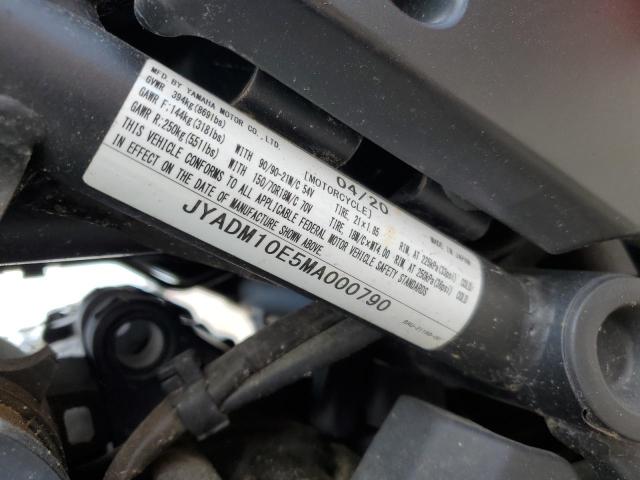 MFD BY YAMAHA MOTOR CO., LTD.
04/20
GVWR 394kg(869lbs) [MOTORCYCLE] MADE IN JAPAN
GAWR F:144kg(318lbs) WITH 90/90-21M/C 54V TIRE, 21×1.85 RIM, AT 225kPa(33psi) COLD
GAWR R:250kg(551lbs) WITH 150/70R18M/C 70V TIRE, 18M/C×MT4.00 RIM AT 250kPa(36psi) COLD
THIS VEHICLE CONFORMS TO ALL APPLICABLE FEDERAL MOTOR VEHICLE SAFETY STANDARDS
IN EFFECT ON THE DATE OF MANUFACTURE SHOWN ABOVE.
JYADM10E5MA000790